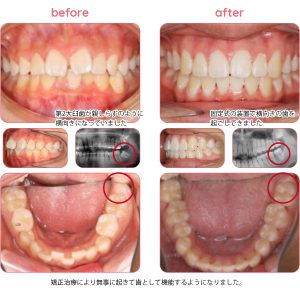 before
after
第2大臼歯が親しらずのように
横向きになっていました
固定式の装置で横向きの歯を
起こしてきました
矯正治療により無事に起きて歯として機能するようになりました。